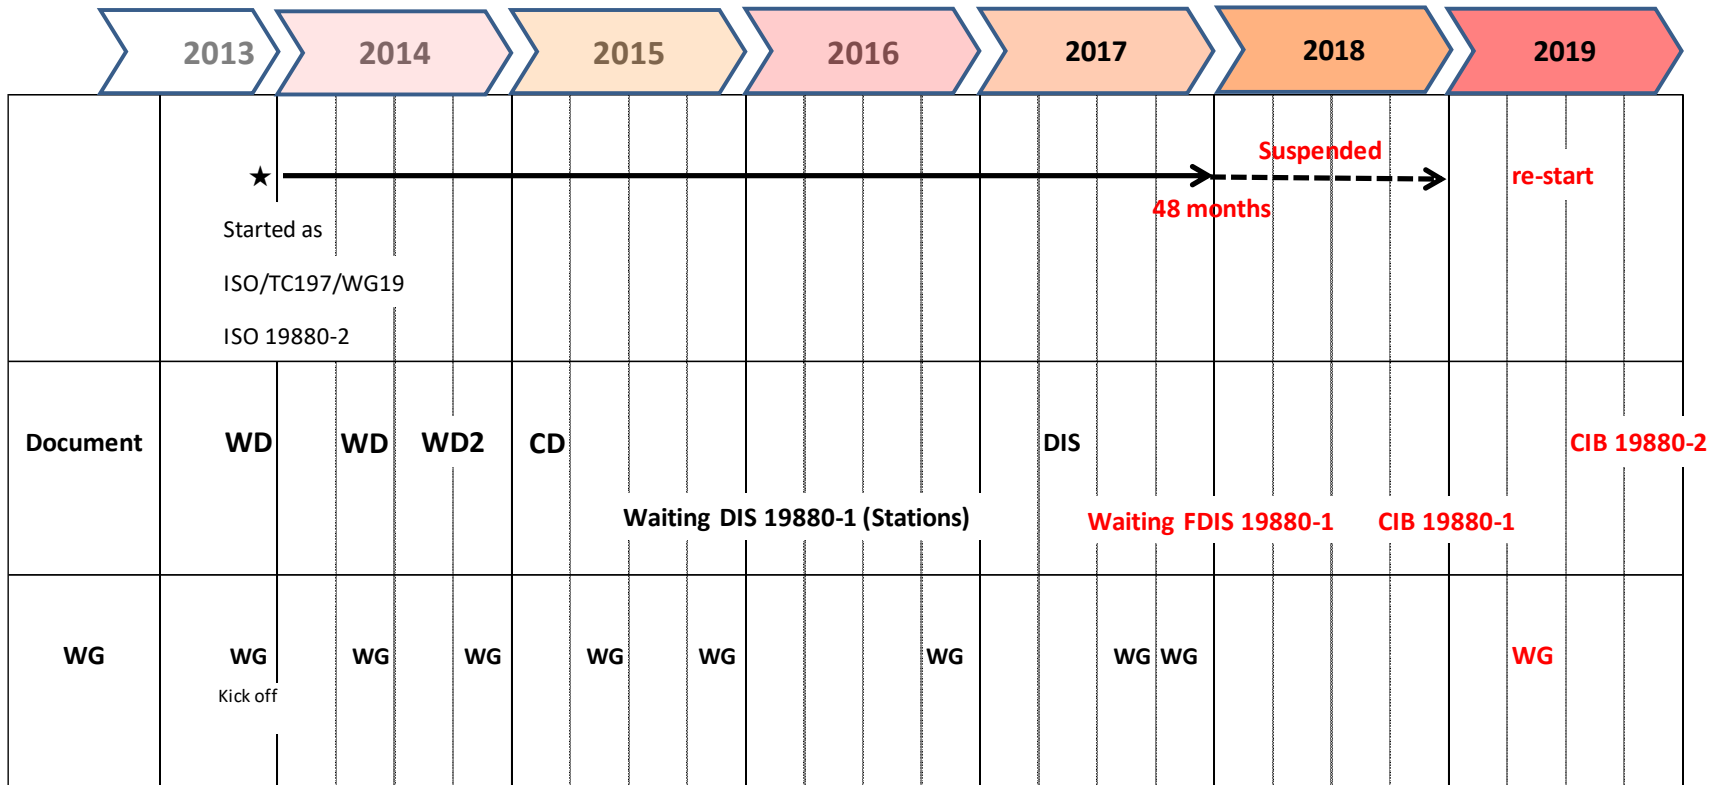 2013 2014 2015 2016 2017 2018 2019
Suspended
re-start
48 months
Started as
ISO/TC197/WG19
ISO 19880-2
Document WD WD WD2 CD DIS CIB 19880-2
Waiting DIS 19880-1 (Stations) Waiting FDIS 19880-1 CIB 19880-1
WG WG WG WG WG WG WG WG WG WG
Kick off